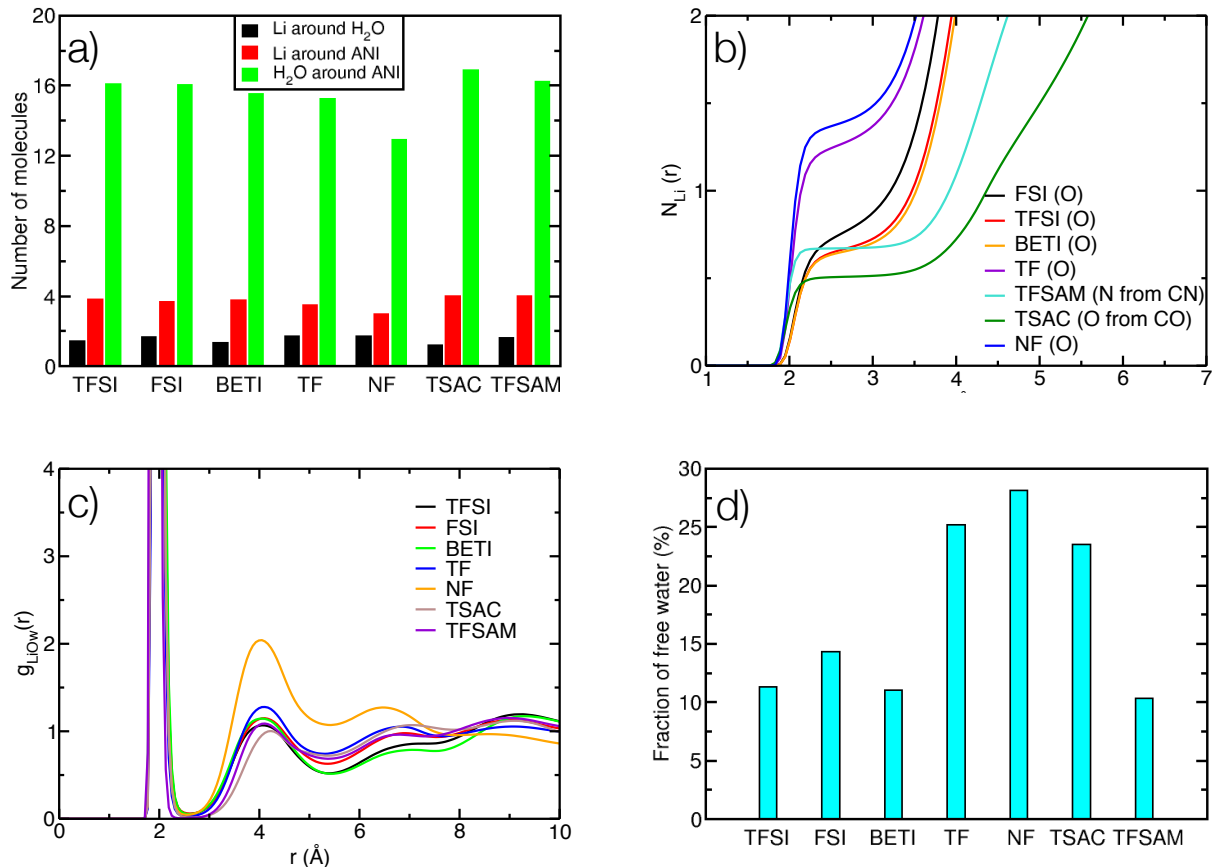 a)
20
16
12
8
4
0
Number of molecules
Li around H2O
Li around ANI
H2O around ANI
TFSI FSI BETI TF NF TSAC TFSAM
b)
2
1
0
N Li (r)
FSI (O)
TFSI (O)
BETI (O)
TF (O)
TFSAM (N from CN)
TSAC (O from CO)
NF (O)
1 2 3 4 5 6 7
c)
4
3
2
1
0
gLiOw(r)
TFSI
FSI
BETI
TF
NF
TSAC
TFSAM
0 2 4 6 8 10
r (Å)
d)
30
25
20
15
10
5
0
Fraction of free water (%)
TFSI FSI BETI TF NF TSAC TFSAM